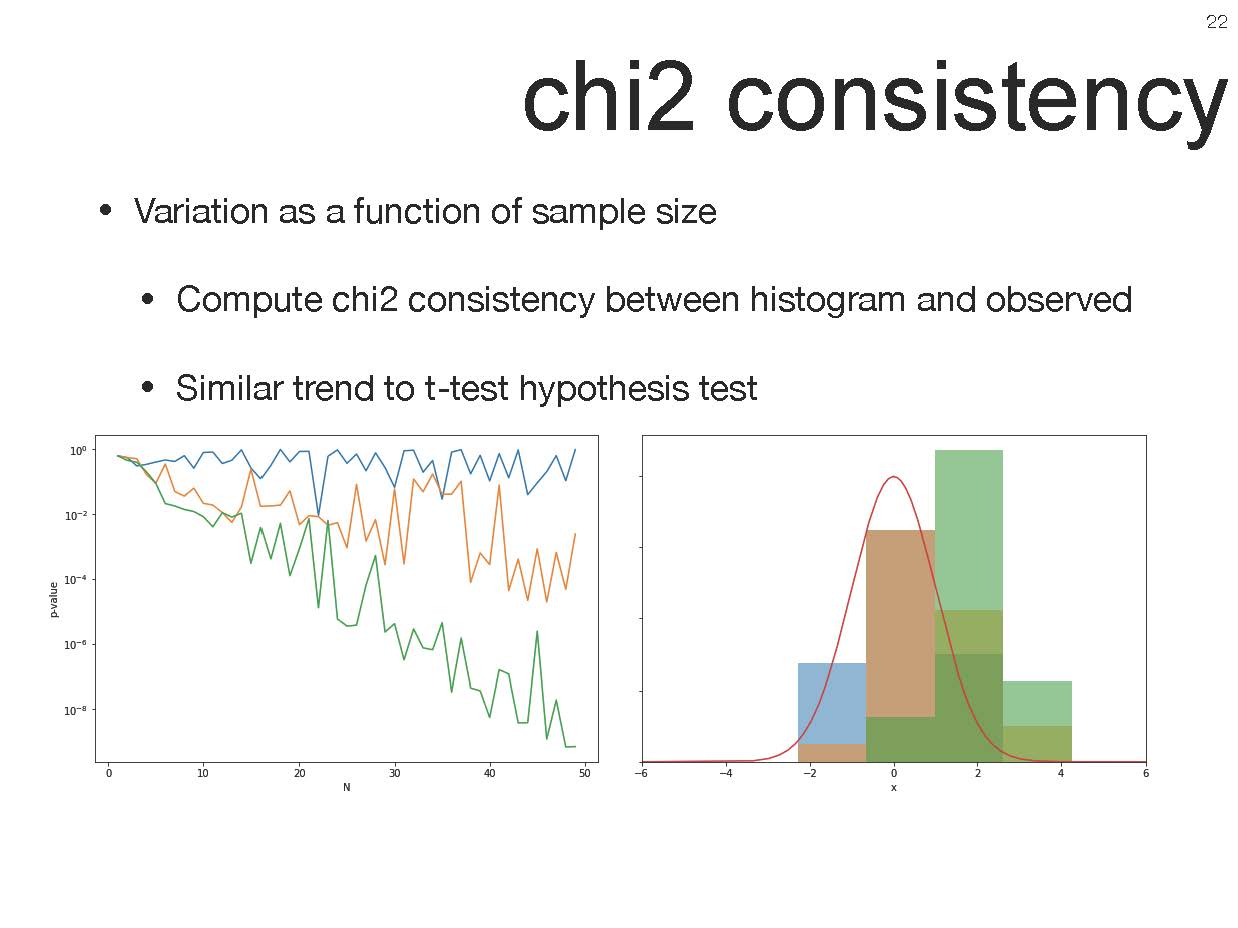 22
chi2 consistency
• Variation as a function of sample size
• Compute chi2 consistency between histogram and observed
• Similar trend to t-test hypothesis test
10⁰
10⁻²
10⁻⁴
10⁻⁶
10⁻⁸
p-value
0 10 20 30 40 50
N
−6 −4 −2 0 2 4 6
x